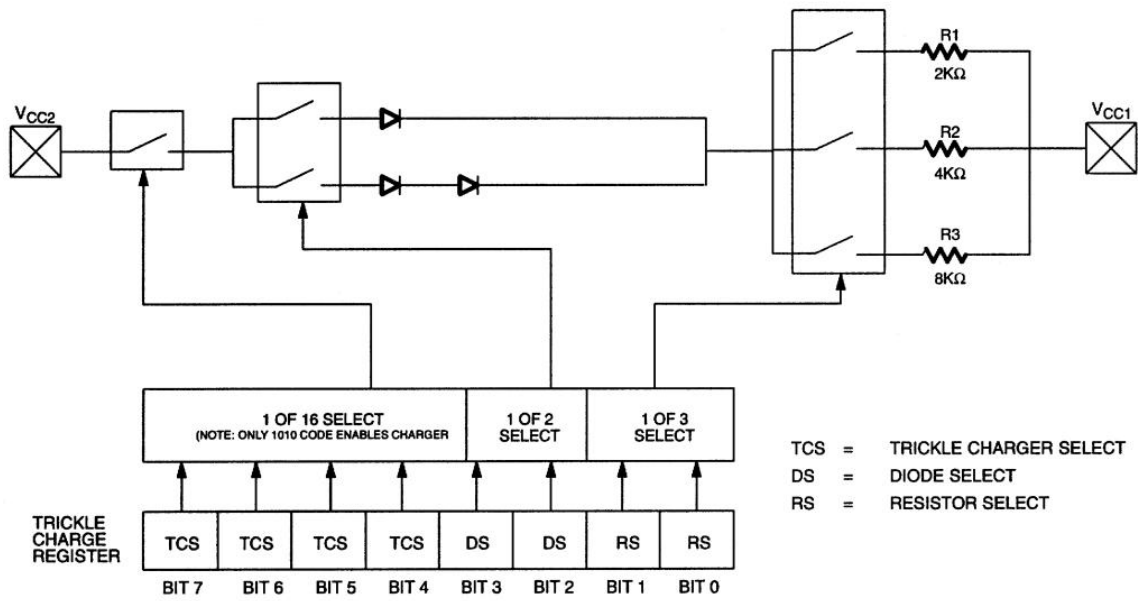 R1
2KΩ
VCC2
VCC1
R2
4KΩ
R3
8KΩ
1 OF 16 SELECT
(NOTE: ONLY 1010 CODE ENABLES CHARGER
1 OF 2
SELECT
1 OF 3
SELECT
TCS = TRICKLE CHARGER SELECT
DS = DIODE SELECT
RS = RESISTOR SELECT
TRICKLE
CHARGE
REGISTER
TCS TCS TCS TCS DS DS RS RS
BIT 7 BIT 6 BIT 5 BIT 4 BIT 3 BIT 2 BIT 1 BIT 0